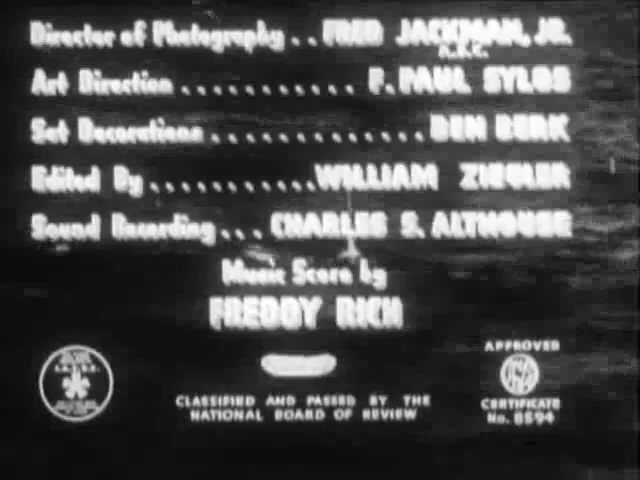 Director of Photography . . FRED JACKMAN, JR.
A.S.C.
Art Direction . . . . . . . . . . . F. PAUL SYLOS
Set Decorations . . . . . . . . . . . . . BEN BERK
Edited By . . . . . . . . . . . WILLIAM ZIEGLER
Sound Recording . . . CHARLES S. ALTHOUSE
Music Score by
FREDDY RICH
APPROVED
CERTIFICATE
No. 8594
CLASSIFIED AND PASSED BY THE
NATIONAL BOARD OF REVIEW